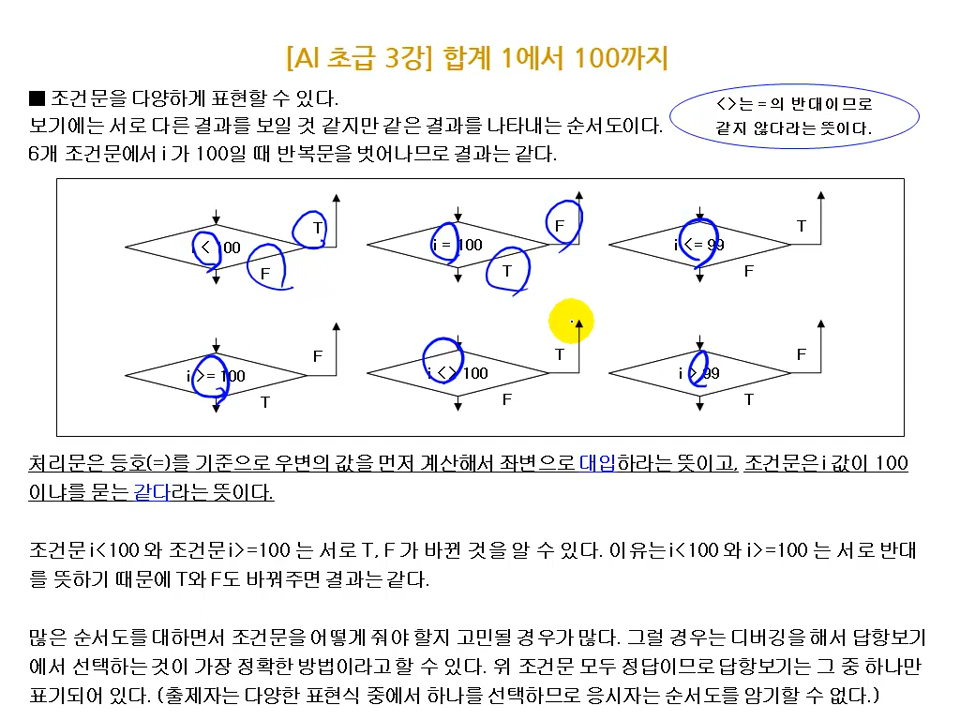 [AI 초급 3강] 합계 1에서 100까지
■ 조건문을 다양하게 표현할 수 있다.
<>는 = 의 반대이므로
같지 않다라는 뜻이다.
보기에는 서로 다른 결과를 보일 것 같지만 같은 결과를 나타내는 순서도이다.
6개 조건문에서 i 가 100일 때 반복문을 벗어나므로 결과는 같다.
i < 100
T
F
i = 100
F
T
i <= 99
T
F
i >= 100
F
T
i <> 100
T
F
i > 99
F
T
처리문은 등호(=)를 기준으로 우변의 값을 먼저 계산해서 좌변으로 대입하라는 뜻이고, 조건문은 i 값이 100
이냐를 묻는 같다라는 뜻이다.
조건문 i<100 와 조건문 i>=100 는 서로 T, F 가 바뀐 것을 알 수 있다. 이유는 i<100 와 i>=100 는 서로 반대
를 뜻하기 때문에 T와 F도 바꿔주면 결과는 같다.
많은 순서도를 대하면서 조건문을 어떻게 줘야 할지 고민될 경우가 많다. 그럴 경우는 디버깅을 해서 답항보기
에서 선택하는 것이 가장 정확한 방법이라고 할 수 있다. 위 조건문 모두 정답이므로 답항보기는 그 중 하나만
표기되어 있다. (출제자는 다양한 표현식 중에서 하나를 선택하므로 응시자는 순서도를 암기할 수 없다.)